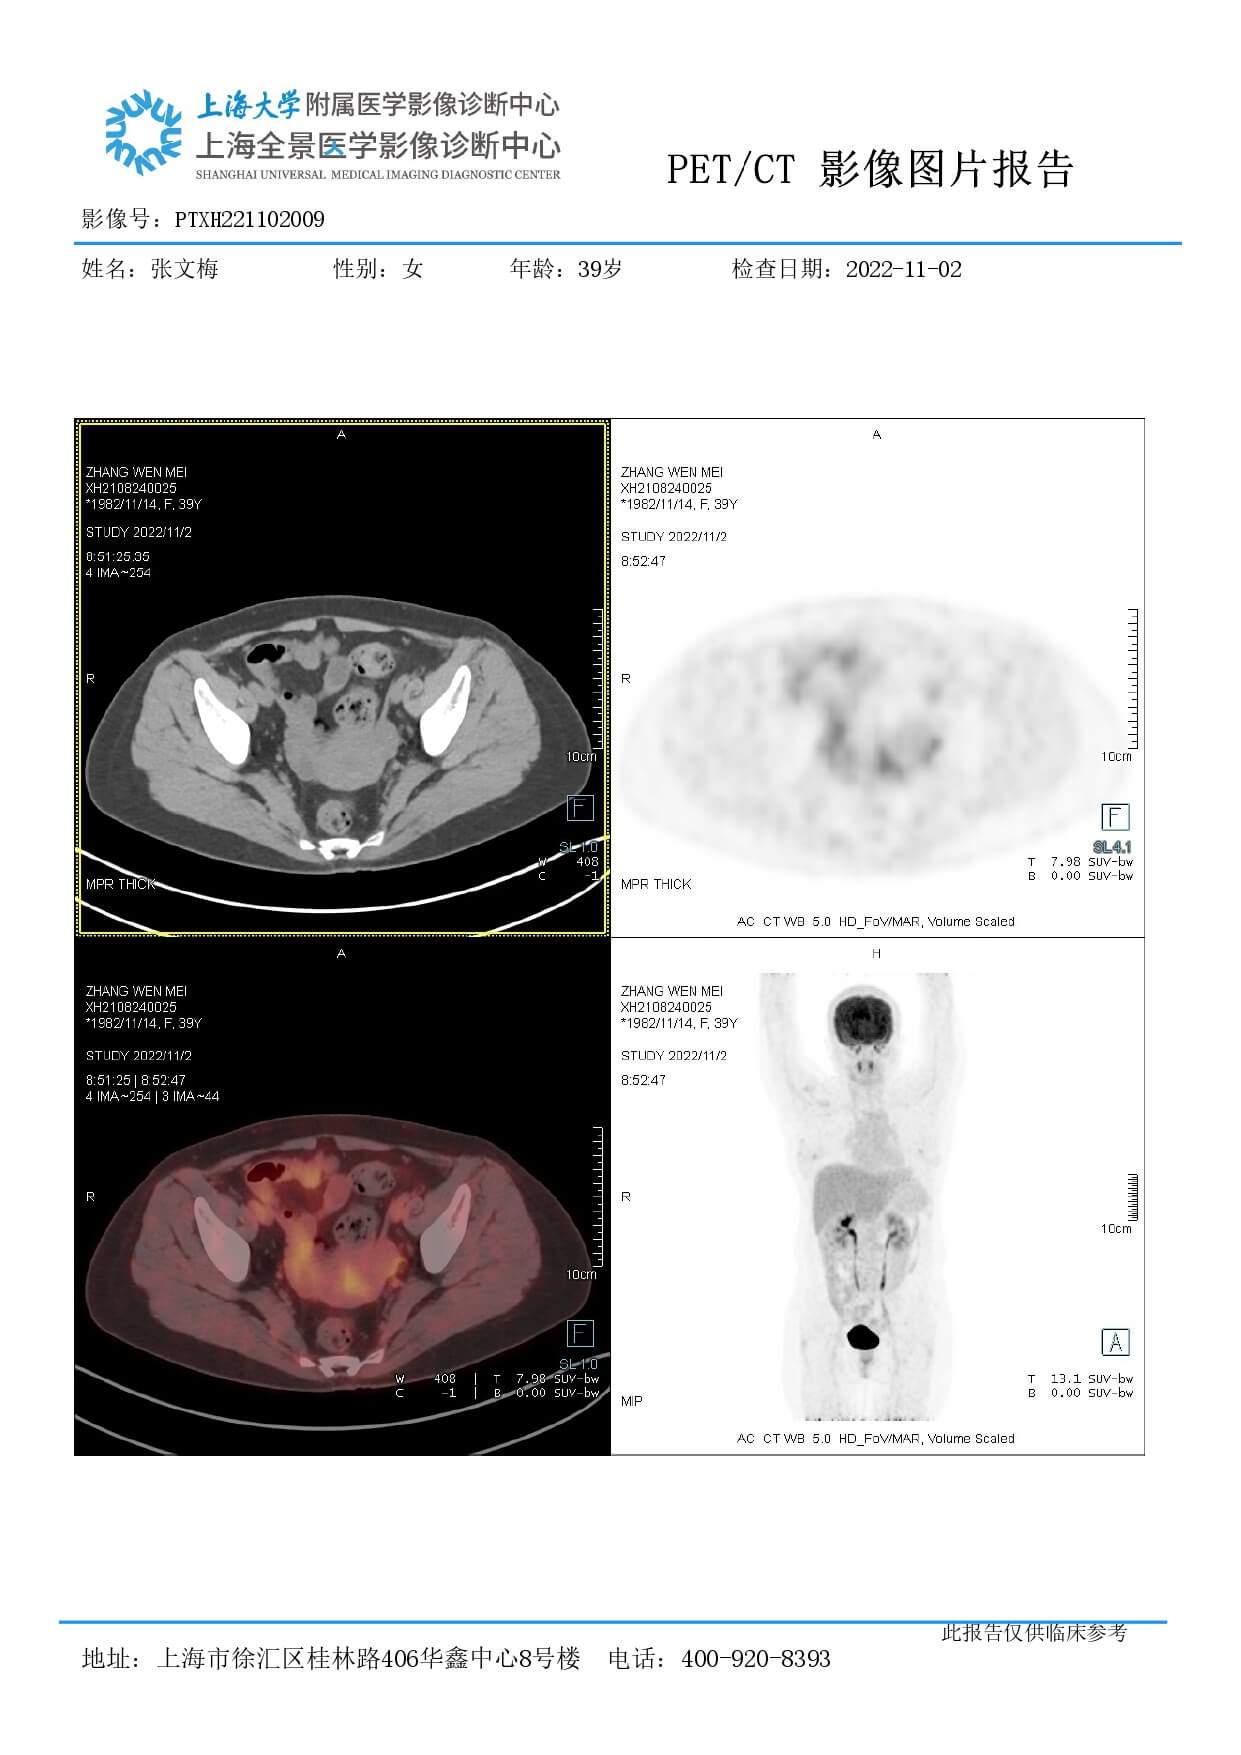 上海大学附属医学影像诊断中心
上海全景医学影像诊断中心
SHANGHAI UNIVERSAL MEDICAL IMAGING DIAGNOSTIC CENTER
PET/CT 影像图片报告
影像号：PTXH221102009
姓名：张文梅 性别：女 年龄：39岁 检查日期：2022-11-02
A
ZHANG WEN MEI
XH2108240025
*1982/11/14, F, 39Y
STUDY 2022/11/2
8:51:25.35
4 IMA~254
R
10cm
F
SL 1.0
W 408
C -1
MPR THICK
A
ZHANG WEN MEI
XH2108240025
*1982/11/14, F, 39Y
STUDY 2022/11/2
8:52:47
R
10cm
F
SL4.1
T 7.98 SUV-bw
B 0.00 SUV-bw
MPR THICK
AC CT WB 5.0 HD_FoV/MAR, Volume Scaled
A
ZHANG WEN MEI
XH2108240025
*1982/11/14, F, 39Y
STUDY 2022/11/2
8:51:25 | 8:52:47
4 IMA~254 | 3 IMA~44
R
10cm
F
SL 1.0
W 408 | T 7.98 SUV-bw
C -1 | B 0.00 SUV-bw
H
ZHANG WEN MEI
XH2108240025
*1982/11/14, F, 39Y
STUDY 2022/11/2
8:52:47
R
10cm
A
T 13.1 SUV-bw
B 0.00 SUV-bw
MIP
AC CT WB 5.0 HD_FoV/MAR, Volume Scaled
此报告仅供临床参考
地址：上海市徐汇区桂林路406华鑫中心8号楼 电话：400-920-8393